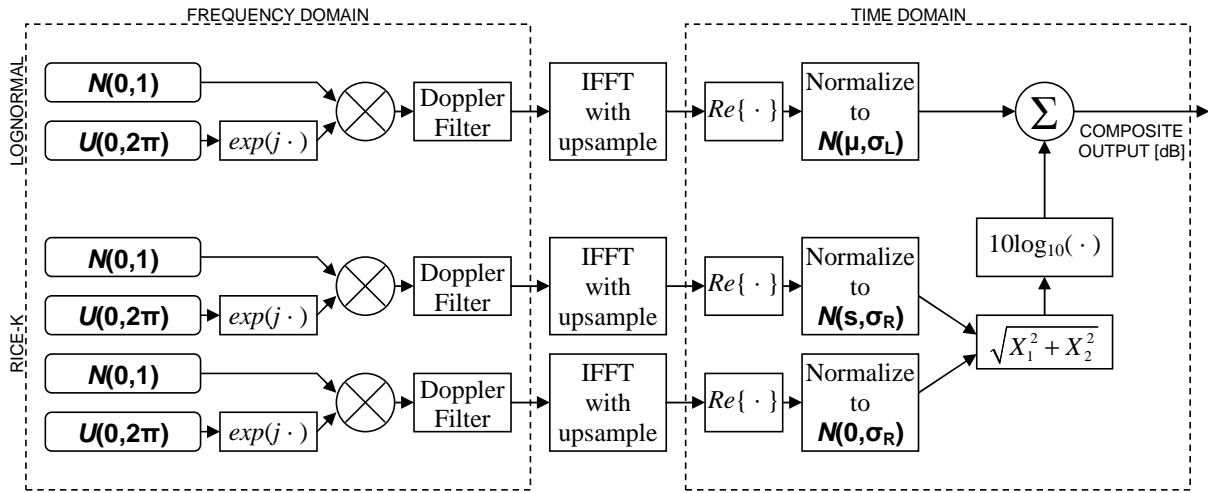 FREQUENCY DOMAIN
TIME DOMAIN
LOGNORMAL
N(0,1)
U(0,2π)
exp(j · )
Doppler
Filter
IFFT
with
upsample
Re{ · }
Normalize
to
N(μ,σL)
Σ
COMPOSITE
OUTPUT [dB]
10log10( · )
RICE-K
N(0,1)
U(0,2π)
exp(j · )
Doppler
Filter
IFFT
with
upsample
Re{ · }
Normalize
to
N(s,σR)
√X1² + X2²
N(0,1)
U(0,2π)
exp(j · )
Doppler
Filter
IFFT
with
upsample
Re{ · }
Normalize
to
N(0,σR)